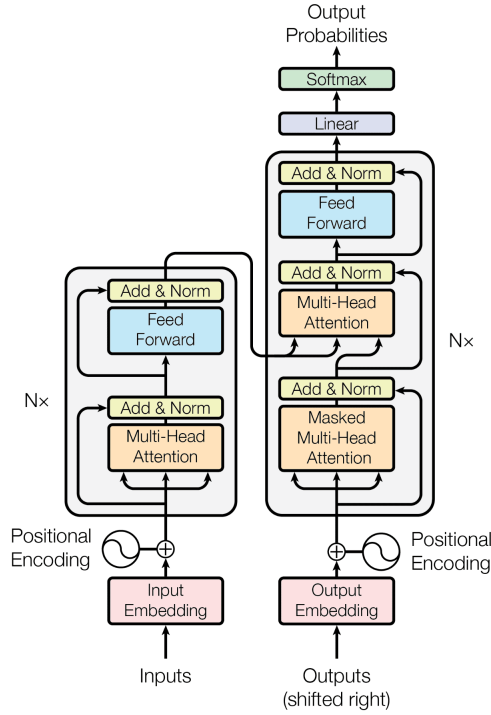 Output
Probabilities
Softmax
Linear
Add & Norm
Feed
Forward
Add & Norm
Multi-Head
Attention
Add & Norm
Masked
Multi-Head
Attention
Nx
Add & Norm
Feed
Forward
Add & Norm
Multi-Head
Attention
N×
Positional
Encoding
Positional
Encoding
Input
Embedding
Output
Embedding
Inputs
Outputs
(shifted right)